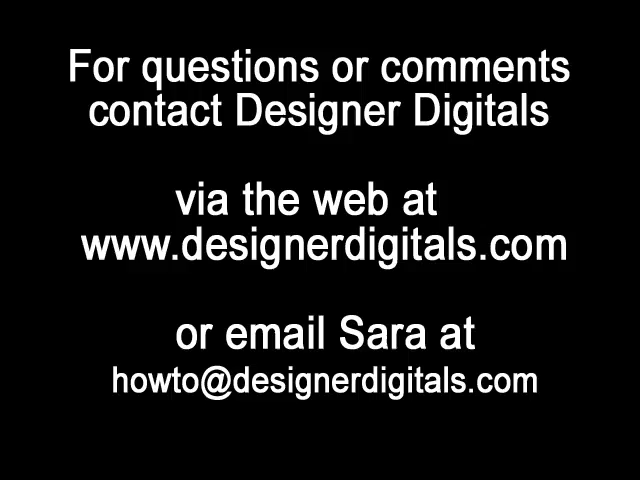 For questions or comments
contact Designer Digitals
via the web at
www.designerdigitals.com
or email Sara at
howto@designerdigitals.com